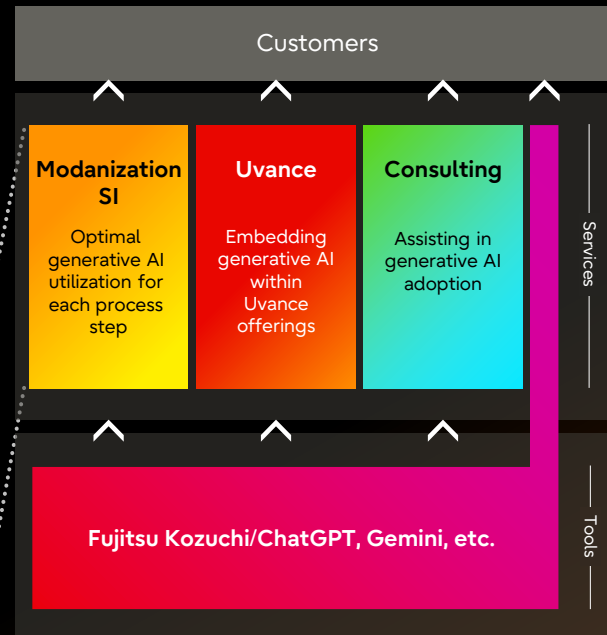 Customers
Modanization
SI
Optimal
generative AI
utilization for
each process
step
Uvance
Embedding
generative AI
within
Uvance
offerings
Consulting
Assisting in
generative AI
adoption
Services
Fujitsu Kozuchi/ChatGPT, Gemini, etc.
Tools